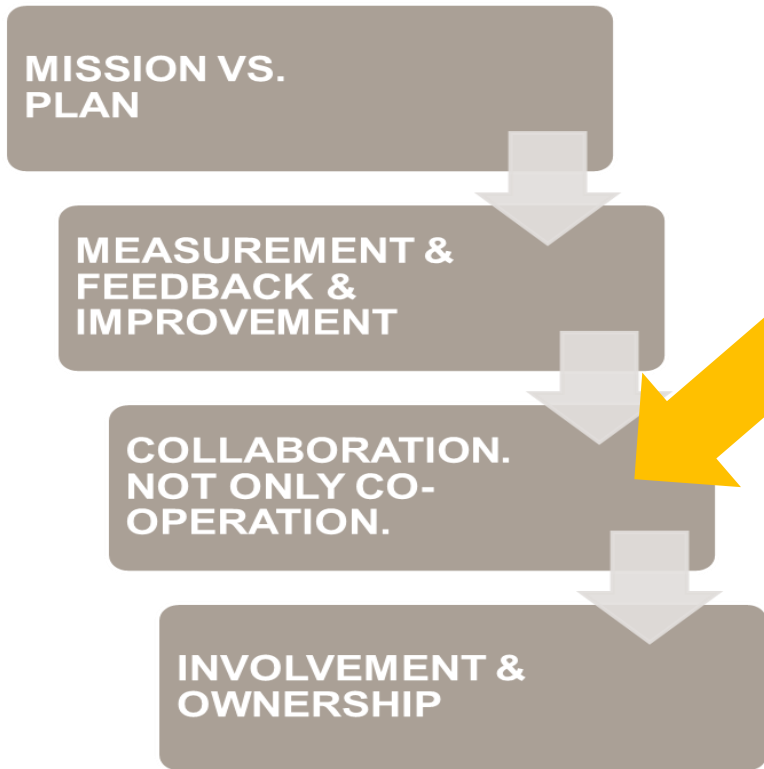 MISSION VS.
PLAN
MEASUREMENT &
FEEDBACK &
IMPROVEMENT
COLLABORATION.
NOT ONLY CO-
OPERATION.
INVOLVEMENT &
OWNERSHIP